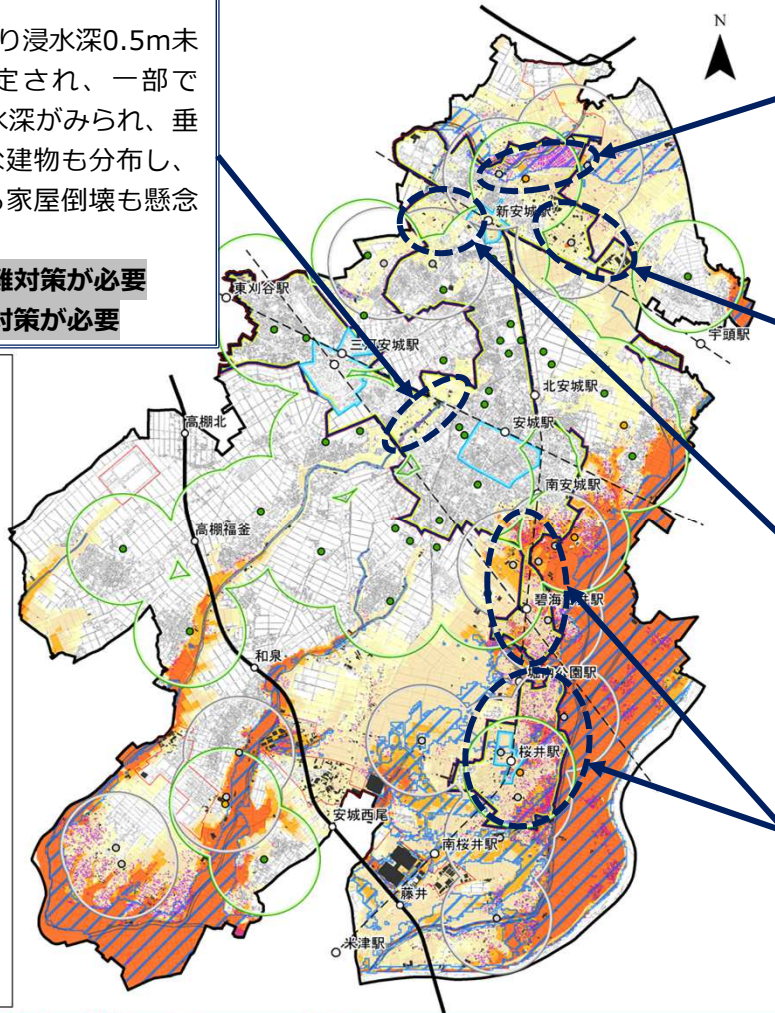 り浸水深0.5m未
定され、一部で
水深がみられ、垂
な建物も分布し、
る家屋倒壊も懸念
難対策が必要
対策が必要
N
新安城駅
東刈谷駅
宇頭駅
三河安城駅
北安城駅
高棚北
安城駅
南安城駅
高棚福釜
碧海古井駅
和泉
堀内公園駅
桜井駅
安城西尾
南桜井駅
藤井
米津駅